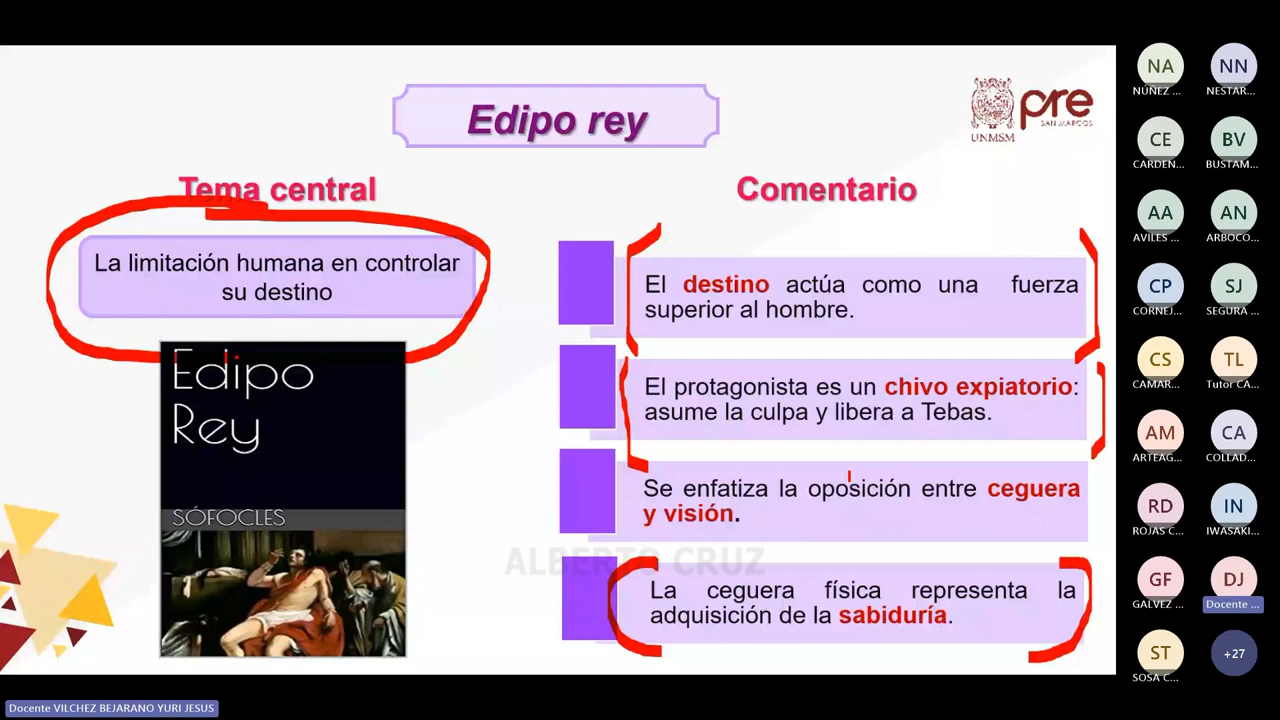 Edipo rey
UNMSM
pre
SAN MARCOS
Tema central
La limitación humana en controlar
su destino
Edipo
Rey
SÓFOCLES
Comentario
El destino actúa como una fuerza
superior al hombre.
El protagonista es un chivo expiatorio:
asume la culpa y libera a Tebas.
Se enfatiza la oposición entre ceguera
y visión.
ALBERTO CRUZ
La ceguera física representa la
adquisición de la sabiduría.
NA
NN
NÚÑEZ ...
NESTAR...
CE
BV
CARDEN...
BUSTAM...
AA
AN
AVILES ...
ARBOCO...
CP
SJ
CORNEJ...
SEGURA ...
CS
TL
CAMAR...
Tutor CA...
AM
CA
ARTEAG...
COLLAD...
RD
IN
ROJAS C...
IWASAKI...
GF
DJ
GALVEZ ...
Docente ...
ST
+27
SOSA C...
Docente VILCHEZ BEJARANO YURI JESUS